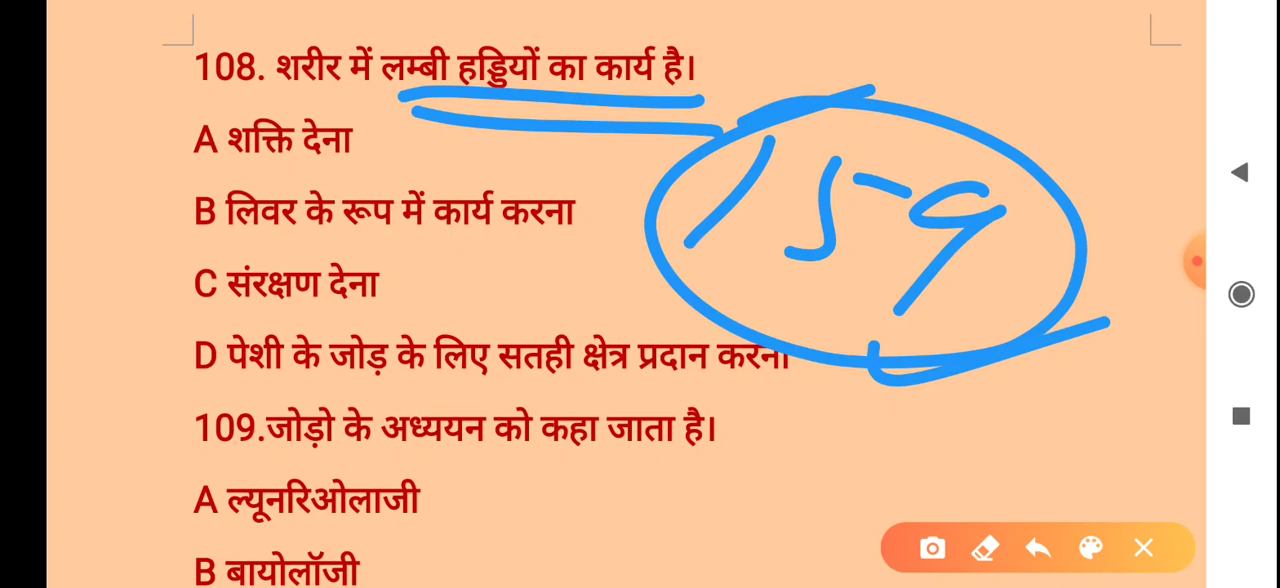 108. शरीर में लम्बी हड्डियों का कार्य है।
A शक्ति देना
B लिवर के रूप में कार्य करना
C संरक्षण देना
D पेशी के जोड़ के लिए सतही क्षेत्र प्रदान करना
109.जोड़ो के अध्ययन को कहा जाता है।
A ल्यूनरिओलाजी
B बायोलॉजी